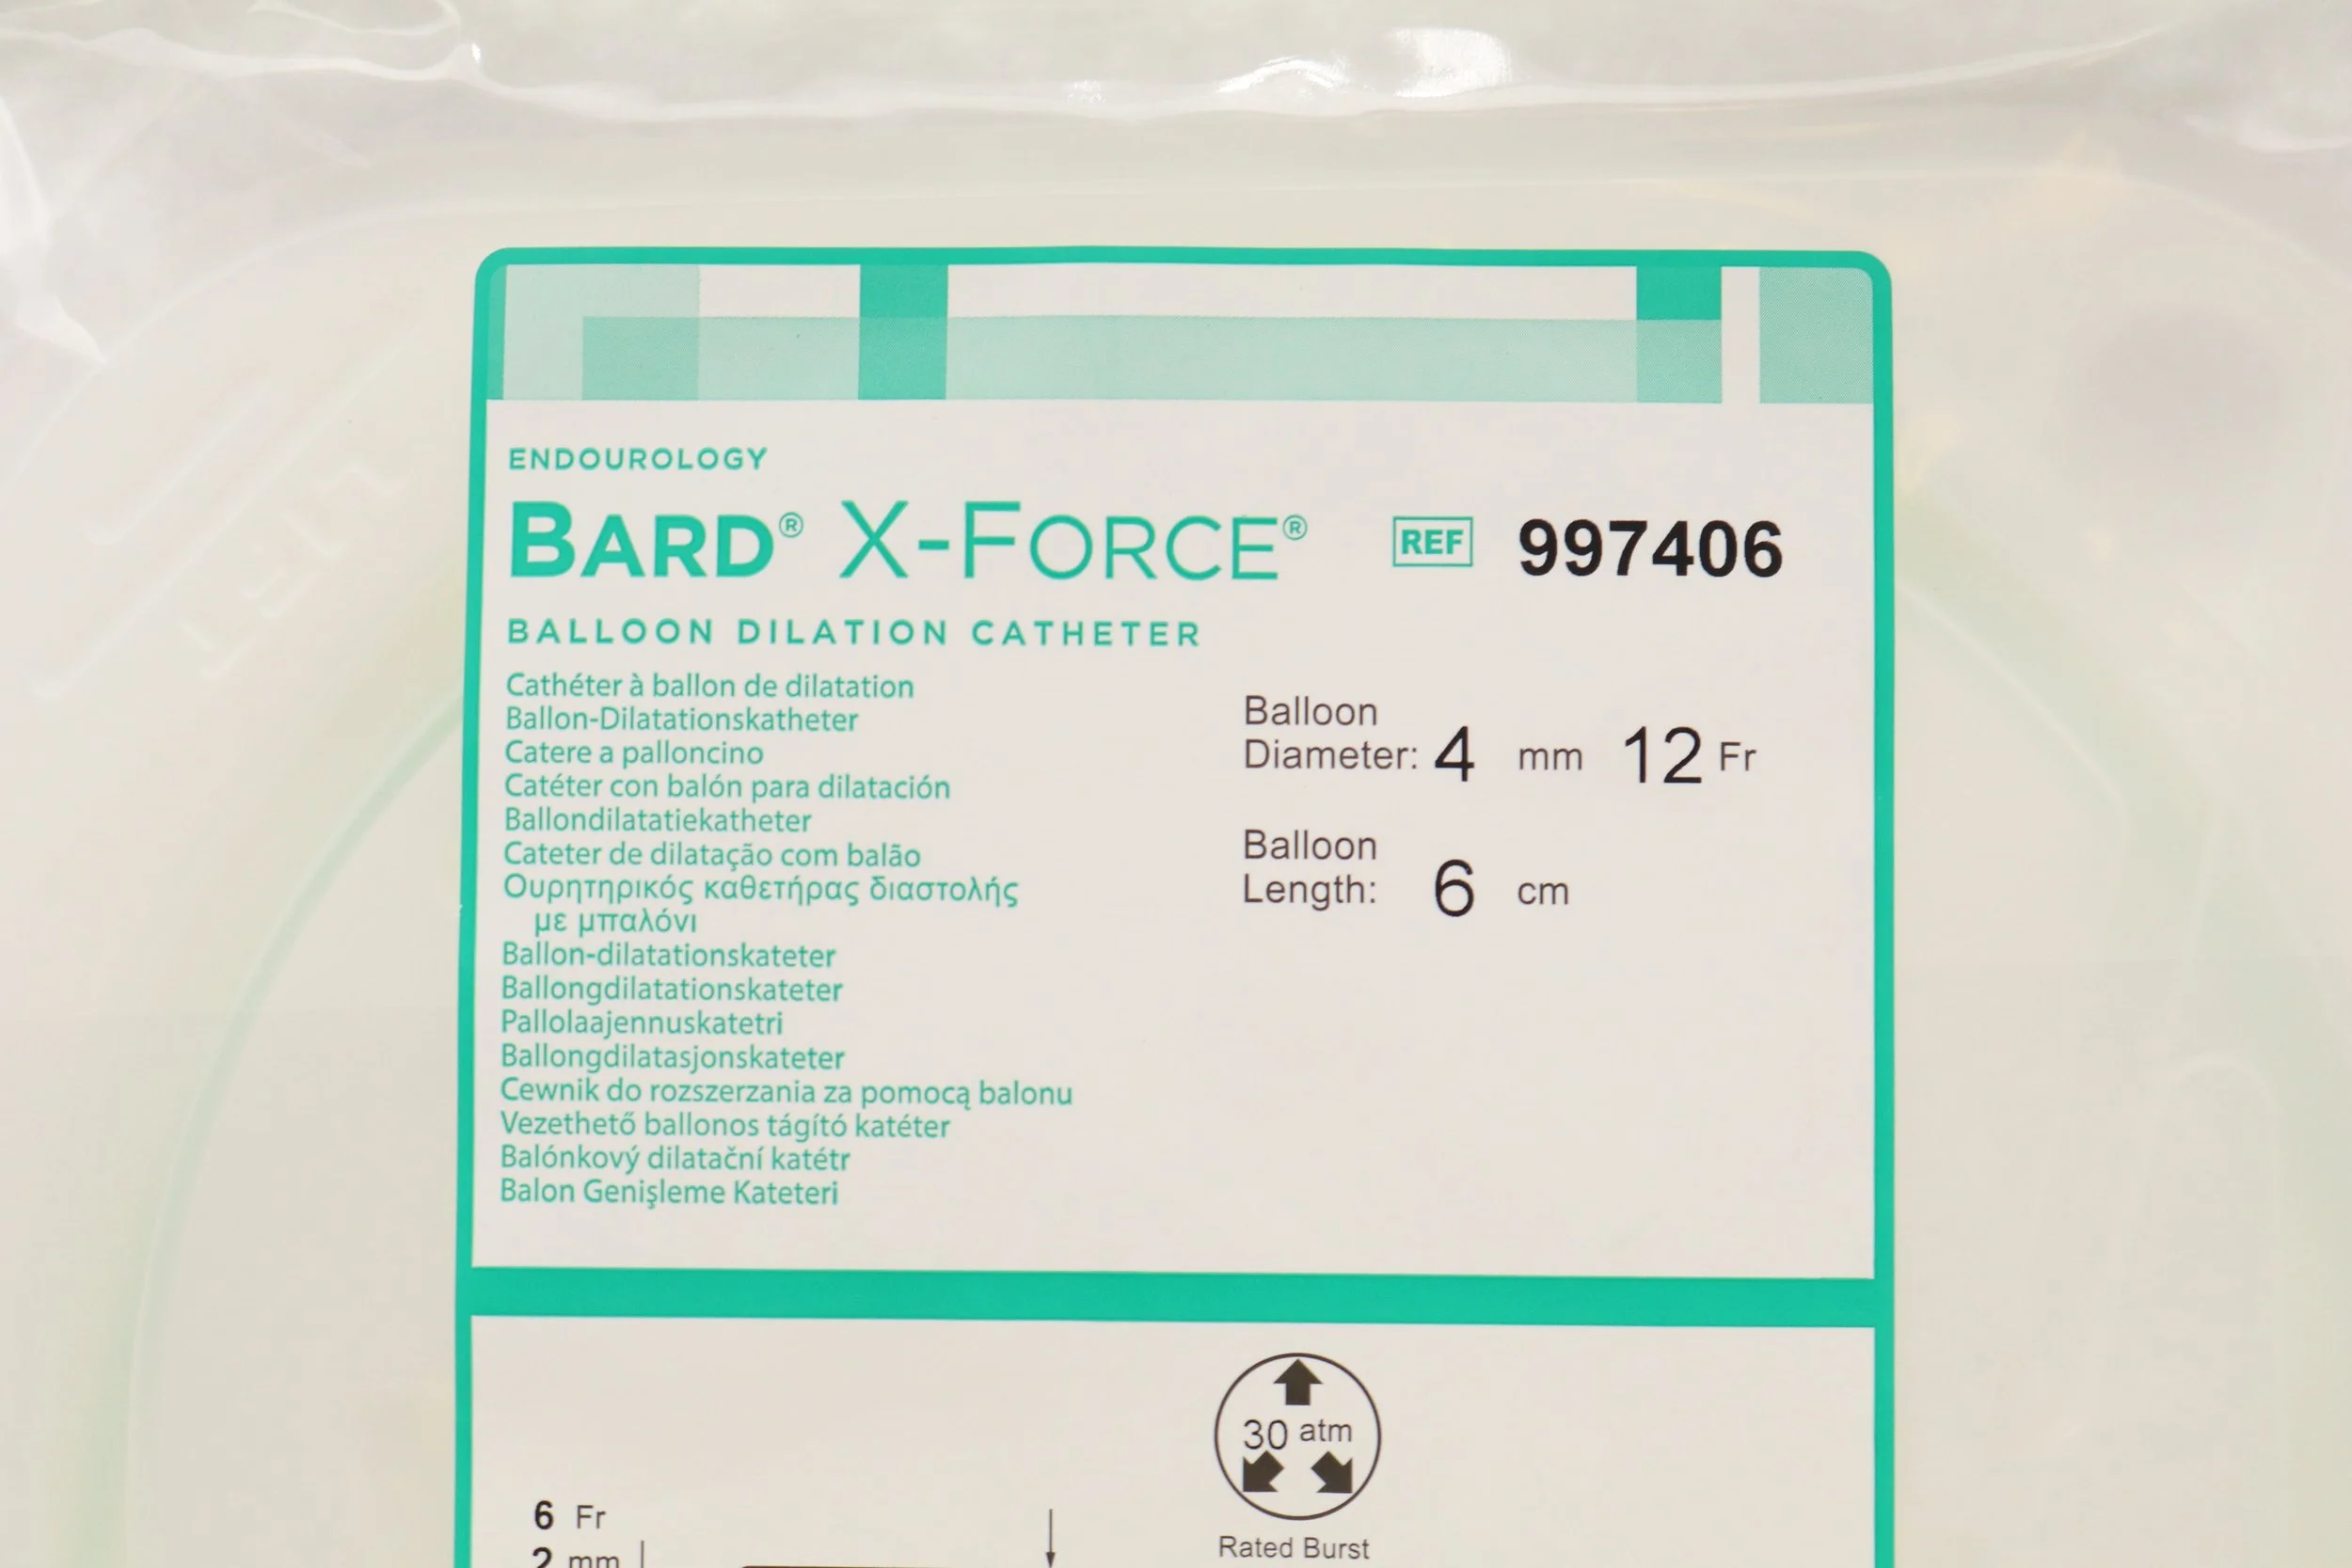 ENDOUROLOGY
BARD® X-FORCE® REF 997406
BALLOON DILATION CATHETER
Cathéter à ballon de dilatation
Ballon-Dilatationskatheter
Catere a palloncino
Catéter con balón para dilatación
Ballondilatatiekatheter
Cateter de dilatação com balão
Ουρητηρικός καθετήρας διαστολής
με μπαλόνι
Ballon-dilatationskateter
Ballongdilatationskateter
Pallolaajennuskatetri
Ballongdilatasjonskateter
Cewnik do rozszerzania za pomocą balonu
Vezethető ballonos tágító katéter
Balónkový dilatační katétr
Balon Genişleme Kateteri
Balloon
Diameter: 4 mm 12 Fr
Balloon
Length: 6 cm
30 atm
Rated Burst
6 Fr
2 mm